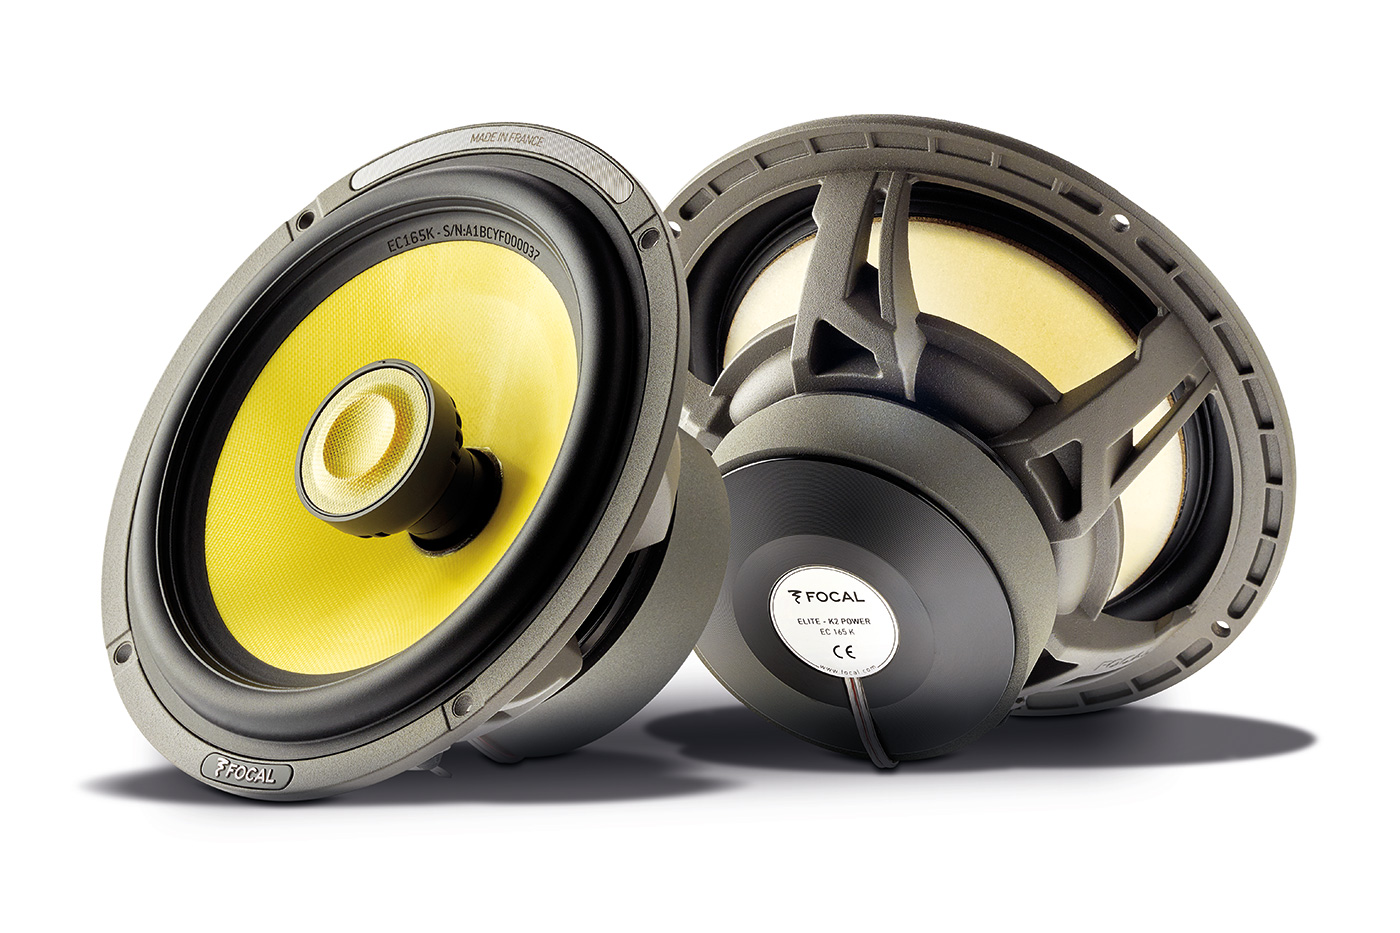 MADE IN FRANCE
EC165K - S/N:A1BCYF000037
FOCAL
FOCAL
ELITE - K2 POWER
EC 165 K
CE
www.focal.com
FOCAL